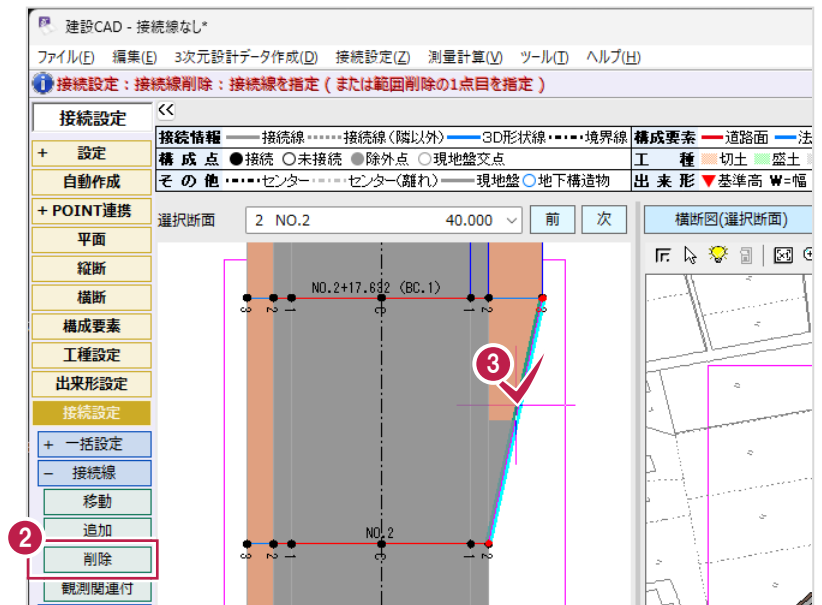 建設CAD - 接続線なし*
ファイル(F) 編集(E) 3次元設計データ作成(D) 接続設定(Z) 測量計算(V) ツール(T) ヘルプ(H)
接続設定：接続線削除：接続線を指定(または範囲削除の1点目を指定)
接続設定
<<
接続情報 接続線 接続線(隣以外) 3D形状線 境界線 構成要素 道路面 法
構成点 ●接続 ○未接続 ●除外点 ○現地盤交点 工種 切土 盛土
その他 センター センター(離れ) 現地盤 ○地下構造物 出来形 ▼基準高 W=幅
+ 設定
自動作成
+ POINT連携
平面
縦断
横断
構成要素
工種設定
出来形設定
接続設定
+ 一括設定
- 接続線
移動
追加
2
削除
観測関連付
選択断面 2 NO.2 40.000 前 次 横断図(選択断面)
NO.2+17.632 (BC.1)
3 2 1 C 1 2 3
3
NO.2
3 2 1 C 1 2